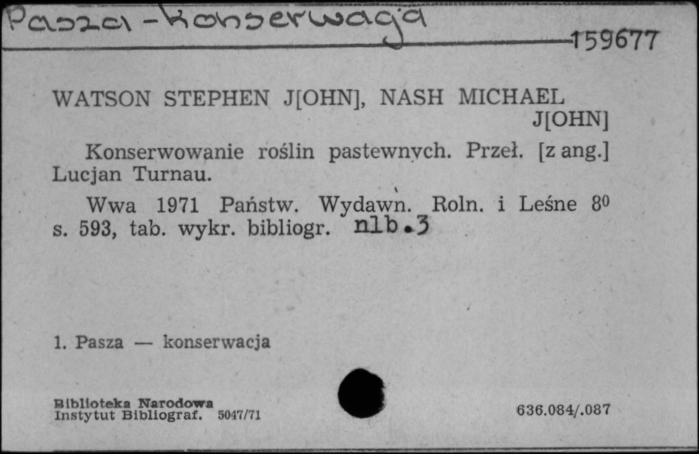 Pasza - konserwacja
159677
WATSON STEPHEN J[OHN], NASH MICHAEL
J[OHN]
Konserwowanie roślin pastewnych. Przeł. [z ang.]
Lucjan Turnau.
Wwa 1971 Państw. Wydawn. Roln. i Leśne 8⁰
s. 593, tab. wykr. bibliogr. nlb.3
1. Pasza — konserwacja
Biblioteka Narodowa
Instytut Bibliograf. 5047/71
636.084/.087